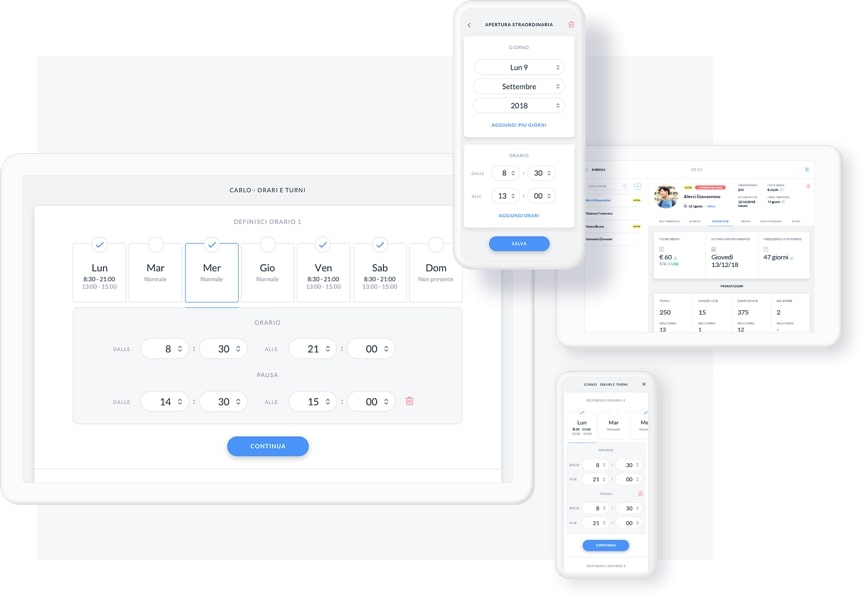 CARLO - ORARI E TURNI
DEFINISCI ORARIO 1
Lun
8:30 - 21:00
13:00 - 15:00
Mar
Normale
Mer
Normale
Gio
Normale
Ven
8:30 - 21:00
13:00 - 15:00
Sab
8:30 - 21:00
13:00 - 15:00
Dom
Non presente
ORARIO
DALLE 8 : 30 ALLE 21 : 00
PAUSA
DALLE 14 : 30 ALLE 15 : 00
CONTINUA
APERTURA STRAORDINARIA
GIORNO
Lun 9
Settembre
2018
AGGIUNGI PIÙ GIORNI
ORARIO
DALLE 8 : 30
ALLE 13 : 00
AGGIUNGI ORARI
SALVA
RUBRICA
€ 60
Giovedì
13/12/18
47 giorni
PRENOTAZIONI
250
15
375
2
13
1
12
-
CARLO - ORARI E TURNI
DEFINISCI ORARIO 1
Lun
8:30 - 21:00
13:00 - 15:00
Mar
Normale
Me
ORARIO
DALLE 8 : 30
ALLE 21 : 00
PAUSA
DALLE 8 : 30
ALLE 21 : 00
CONTINUA
DEFINISCI ORARIO 2